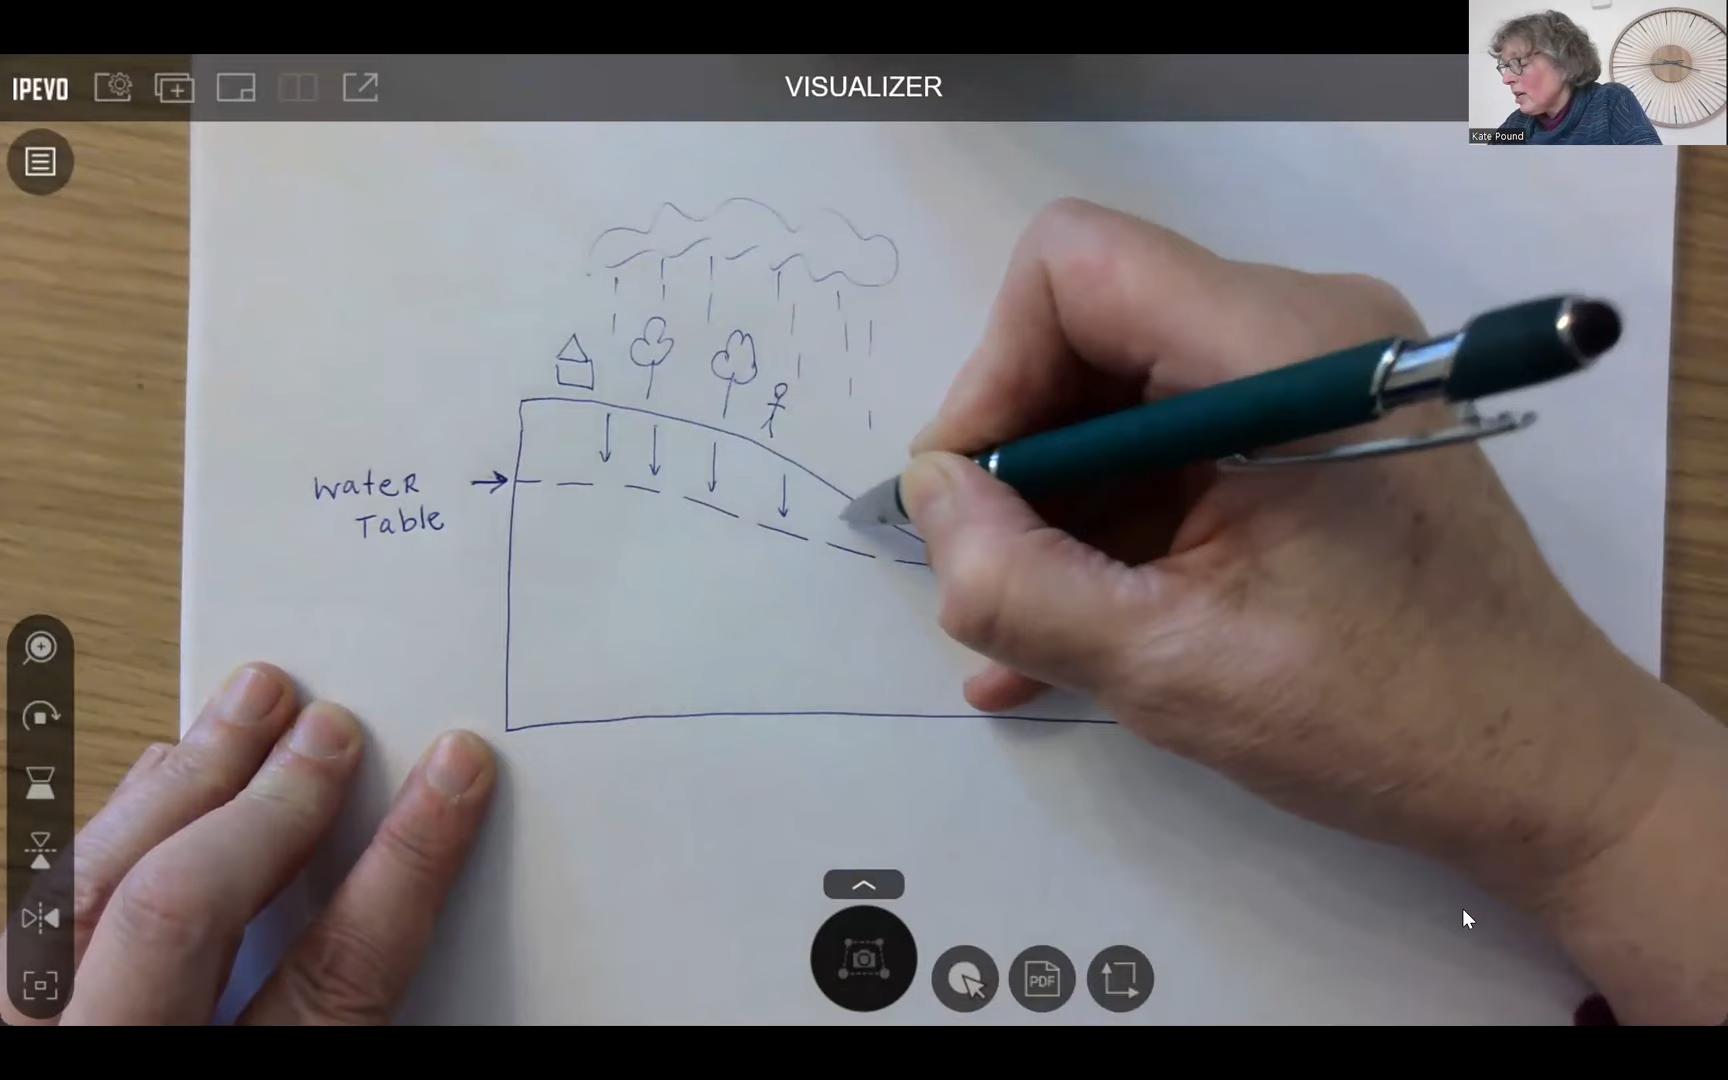 IPEVO
VISUALIZER
Kate Pound
Water
Table
PDF